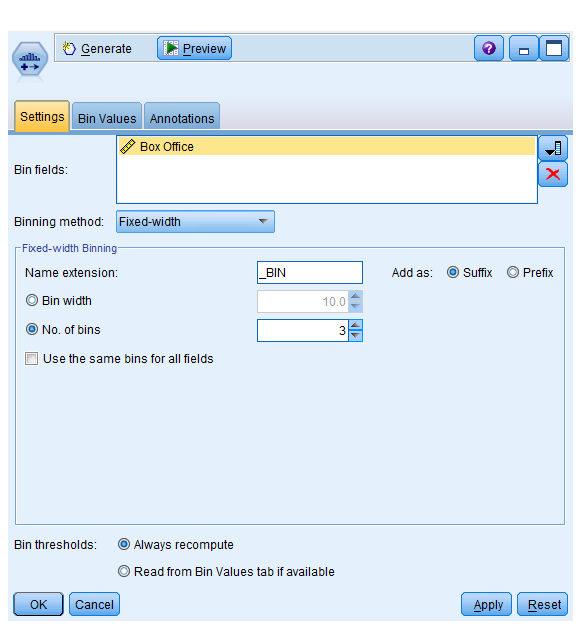 Generate Preview ?
Settings Bin Values Annotations
Bin fields:
Box Office
Binning method: Fixed-width
Fixed-width Binning
Name extension: _BIN Add as: Suffix Prefix
Bin width 10.0
No. of bins 3
Use the same bins for all fields
Bin thresholds: Always recompute
Read from Bin Values tab if available
OK Cancel Apply Reset